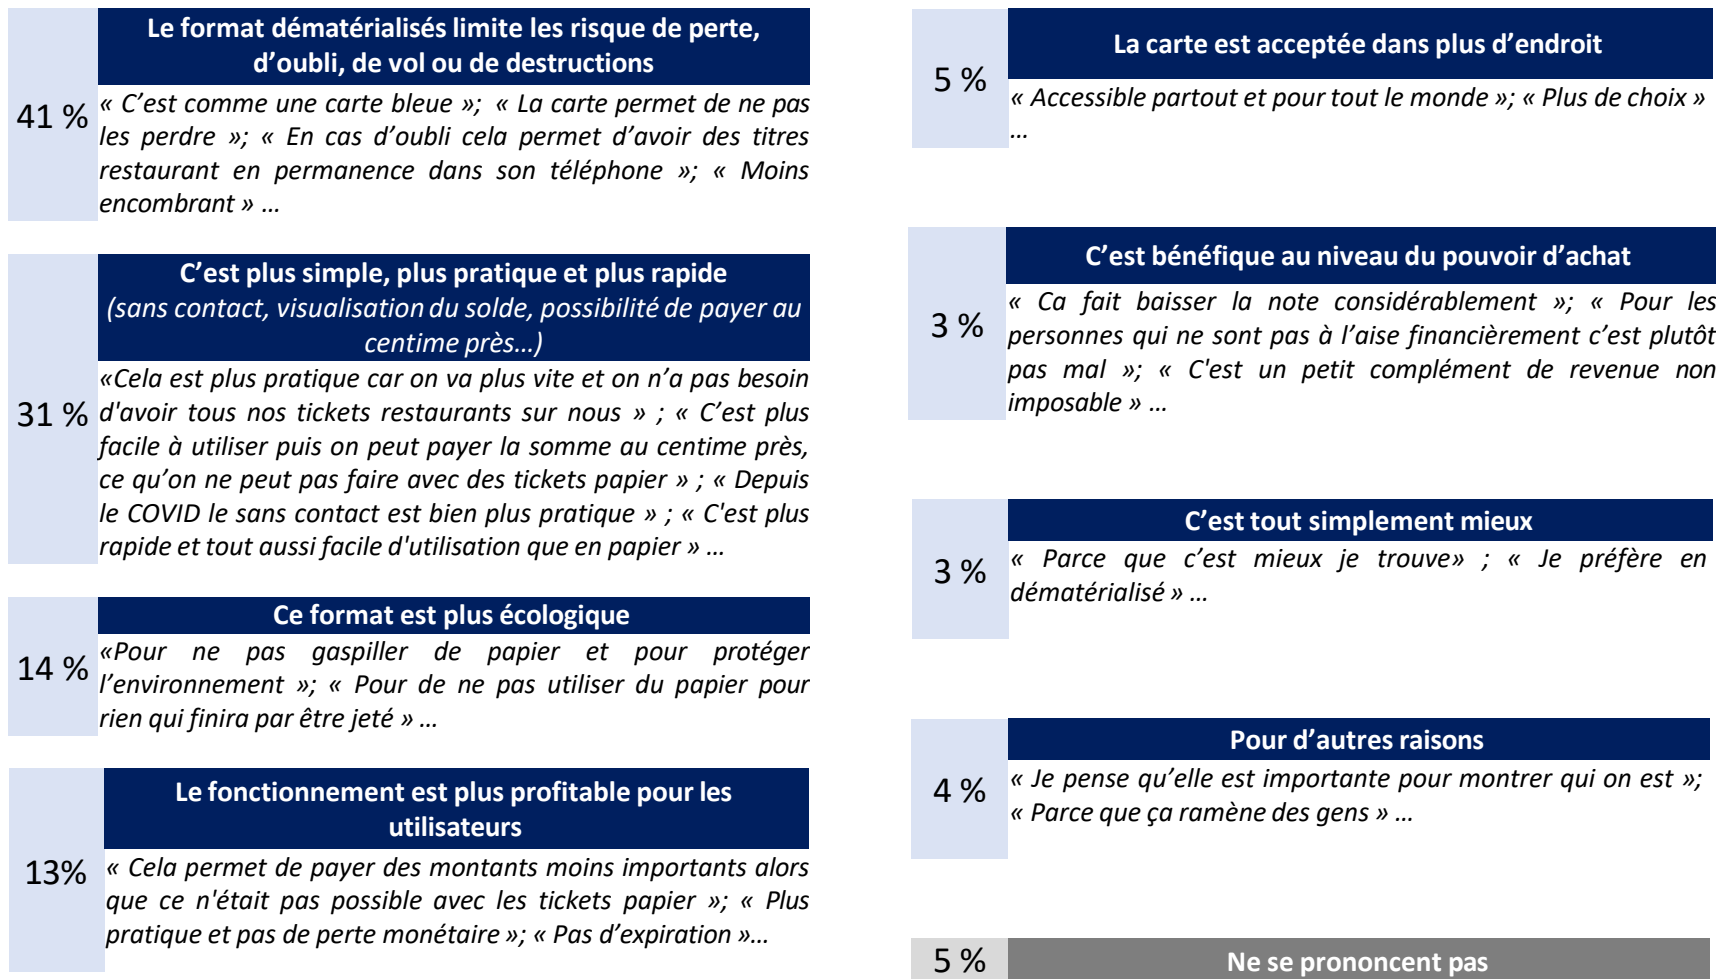 Le format dématérialisés limite les risque de perte,
d’oubli, de vol ou de destructions
41 %
« C’est comme une carte bleue »; « La carte permet de ne pas
les perdre »; « En cas d’oubli cela permet d’avoir des titres
restaurant en permanence dans son téléphone »; « Moins
encombrant » …
C’est plus simple, plus pratique et plus rapide
(sans contact, visualisation du solde, possibilité de payer au
centime près…)
31 %
«Cela est plus pratique car on va plus vite et on n’a pas besoin
d'avoir tous nos tickets restaurants sur nous » ; « C’est plus
facile à utiliser puis on peut payer la somme au centime près,
ce qu’on ne peut pas faire avec des tickets papier » ; « Depuis
le COVID le sans contact est bien plus pratique » ; « C'est plus
rapide et tout aussi facile d'utilisation que en papier » …
Ce format est plus écologique
14 %
«Pour ne pas gaspiller de papier et pour protéger
l’environnement »; « Pour de ne pas utiliser du papier pour
rien qui finira par être jeté » …
Le fonctionnement est plus profitable pour les
utilisateurs
13%
« Cela permet de payer des montants moins importants alors
que ce n'était pas possible avec les tickets papier »; « Plus
pratique et pas de perte monétaire »; « Pas d’expiration »…
La carte est acceptée dans plus d’endroit
5 %
« Accessible partout et pour tout le monde »; « Plus de choix »
…
C’est bénéfique au niveau du pouvoir d’achat
3 %
« Ca fait baisser la note considérablement »; « Pour les
personnes qui ne sont pas à l’aise financièrement c’est plutôt
pas mal »; « C'est un petit complément de revenue non
imposable » …
C’est tout simplement mieux
3 %
« Parce que c’est mieux je trouve» ; « Je préfère en
dématérialisé » …
Pour d’autres raisons
4 %
« Je pense qu’elle est importante pour montrer qui on est »;
« Parce que ça ramène des gens » …
5 %
Ne se prononcent pas